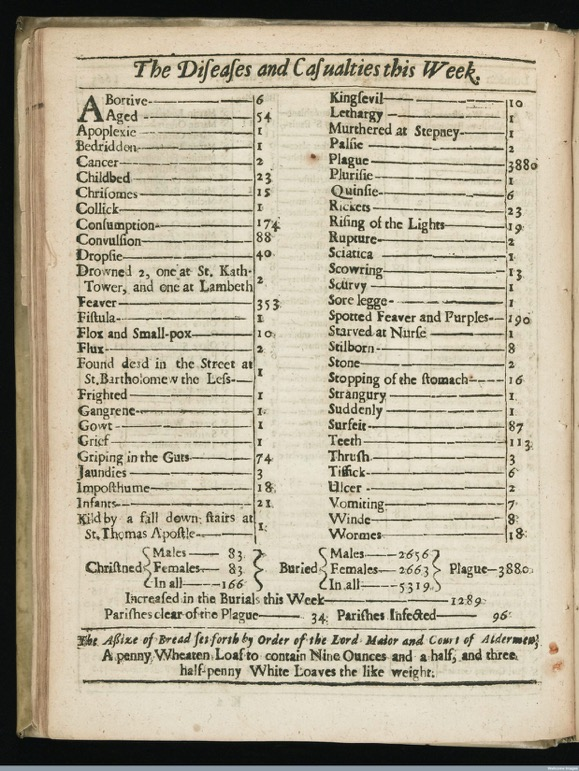 The Diſeaſes and Caſualties this Week.
ABortive 6
Aged 54
Apoplexie 1
Bedridden 1
Cancer 2
Childbed 23
Chriſomes 15
Collick 1
Conſumption 174
Convulſion 88
Dropſie 40
Drowned 2, one at St. Kath-
Tower, and one at Lambeth 2
Feaver 353
Fiſtula 1
Flox and Small-pox 10
Flux 2
Found dead in the Street at
St. Bartholomew the Leſs 1
Frighted 1
Gangrene 1
Gowt 1
Grief 1
Griping in the Guts 74
Jaundies 3
Impoſthume 18
Infants 21
Kild by a fall down ſtairs at
St. Thomas Apoſtle 1
Kingſevil 10
Lethargy 1
Murthered at Stepney 1
Palſie 2
Plague 3880
Pluriſie 1
Quinſie 6
Rickets 23
Riſing of the Lights 19
Rupture 2
Sciatica 1
Scowring 13
Scurvy 1
Sore legge 1
Spotted Feaver and Purples 190
Starved at Nurſe 1
Stilborn 8
Stone 2
Stopping of the ſtomach 16
Strangury 1
Suddenly 1
Surfeit 87
Teeth 113
Thruſh 3
Tiſſick 6
Ulcer 2
Vomiting 7
Winde 8
Wormes 18
Chriſtned Males 83 Females 83 In all 166
Buried Males 2656 Females 2663 In all 5319 Plague 3880
Increaſed in the Burials this Week 1289
Pariſhes clear of the Plague 34 Pariſhes Infected 96
The Aſſize of Bread ſet forth by Order of the Lord Maior and Court of Aldermen,
A penny Wheaten Loaf to contain Nine Ounces and a half, and three
half-penny White Loaves the like weight.